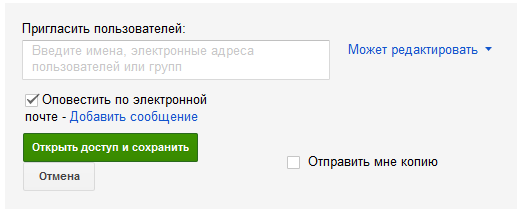 Пригласить пользователей:
Введите имена, электронные адреса
пользователей или групп
Может редактировать
Оповестить по электронной
почте - Добавить сообщение
Открыть доступ и сохранить
Отправить мне копию
Отмена